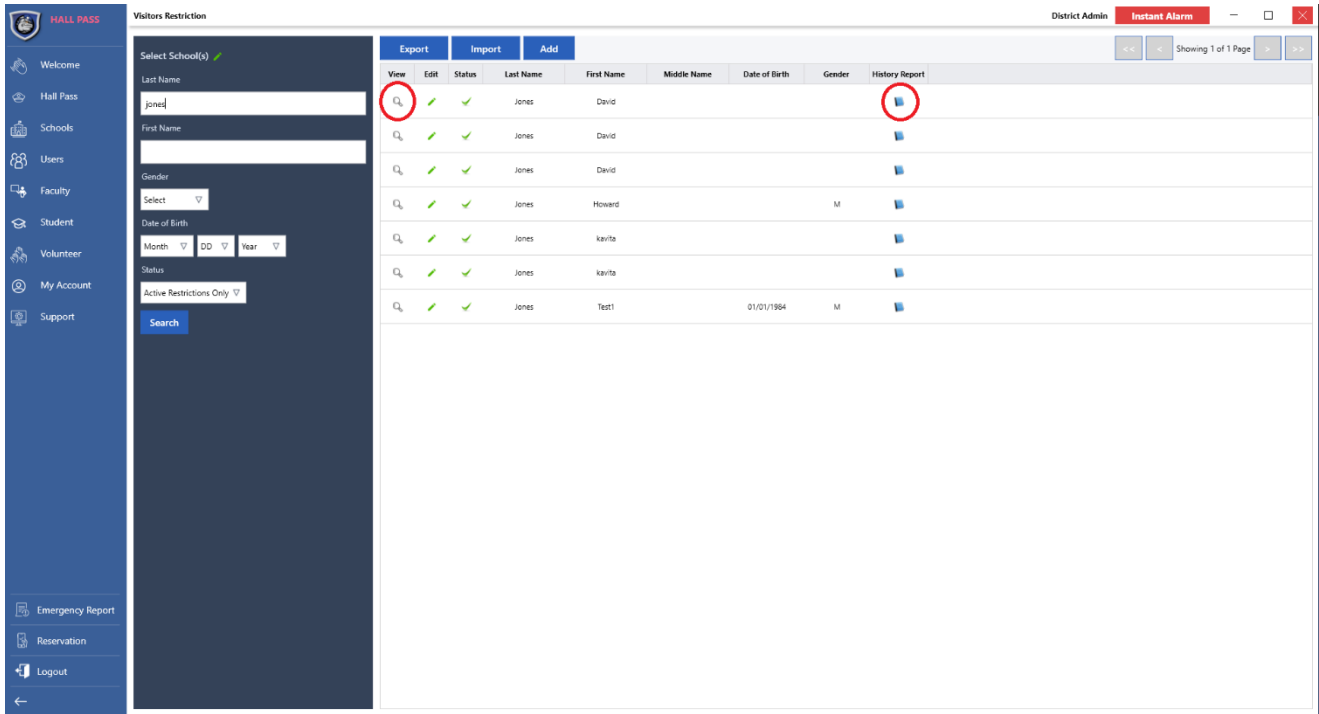 HALL PASS
Visitors Restriction
District Admin
Instant Alarm
Welcome
Hall Pass
Schools
Users
Faculty
Student
Volunteer
My Account
Support
Emergency Report
Reservation
Logout
Select School(s)
Last Name
jones
First Name
Gender
Select
Date of Birth
Month DD Year
Status
Active Restrictions Only
Search
Export Import Add
<< < Showing 1 of 1 Page > >>
View Edit Status Last Name First Name Middle Name Date of Birth Gender History Report
Jones David
Jones David
Jones David
Jones Howard M
Jones kavita
Jones kavita
Jones Test1 01/01/1984 M